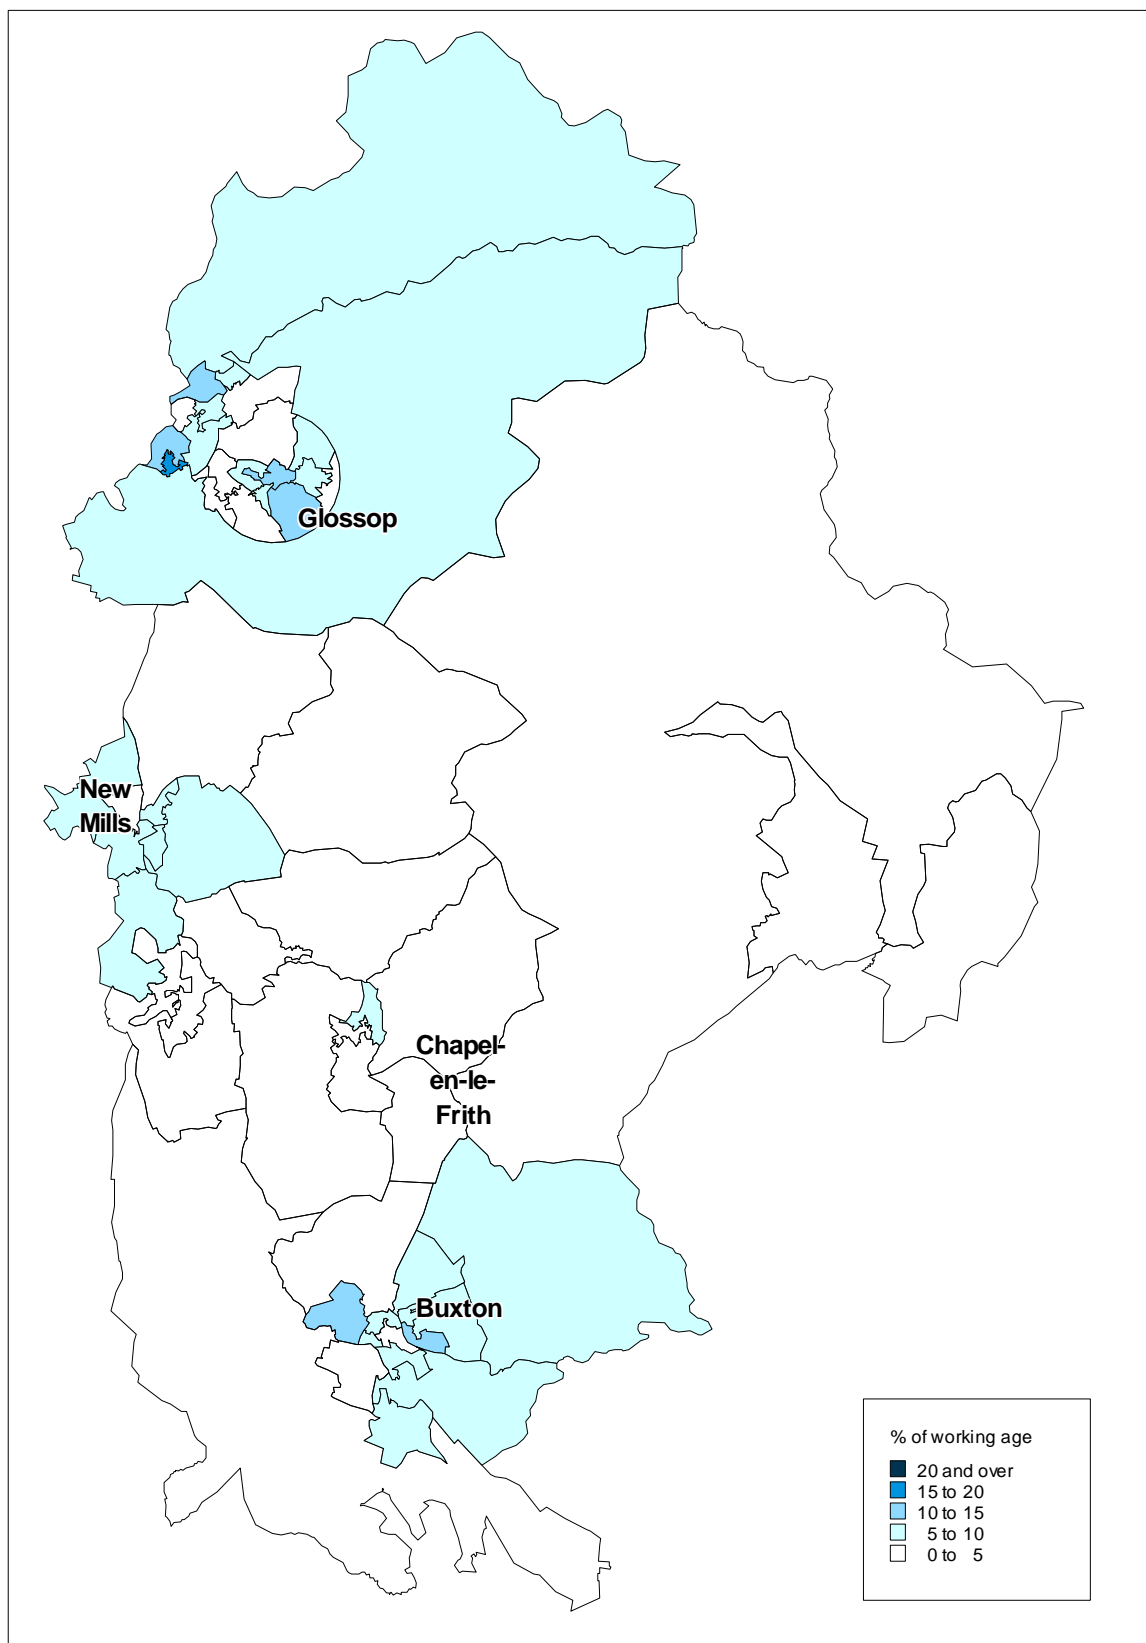 Glossop
New
Mills
Chapel-
en-le-
Frith
Buxton
% of working age
20 and over
15 to 20
10 to 15
5 to 10
0 to 5